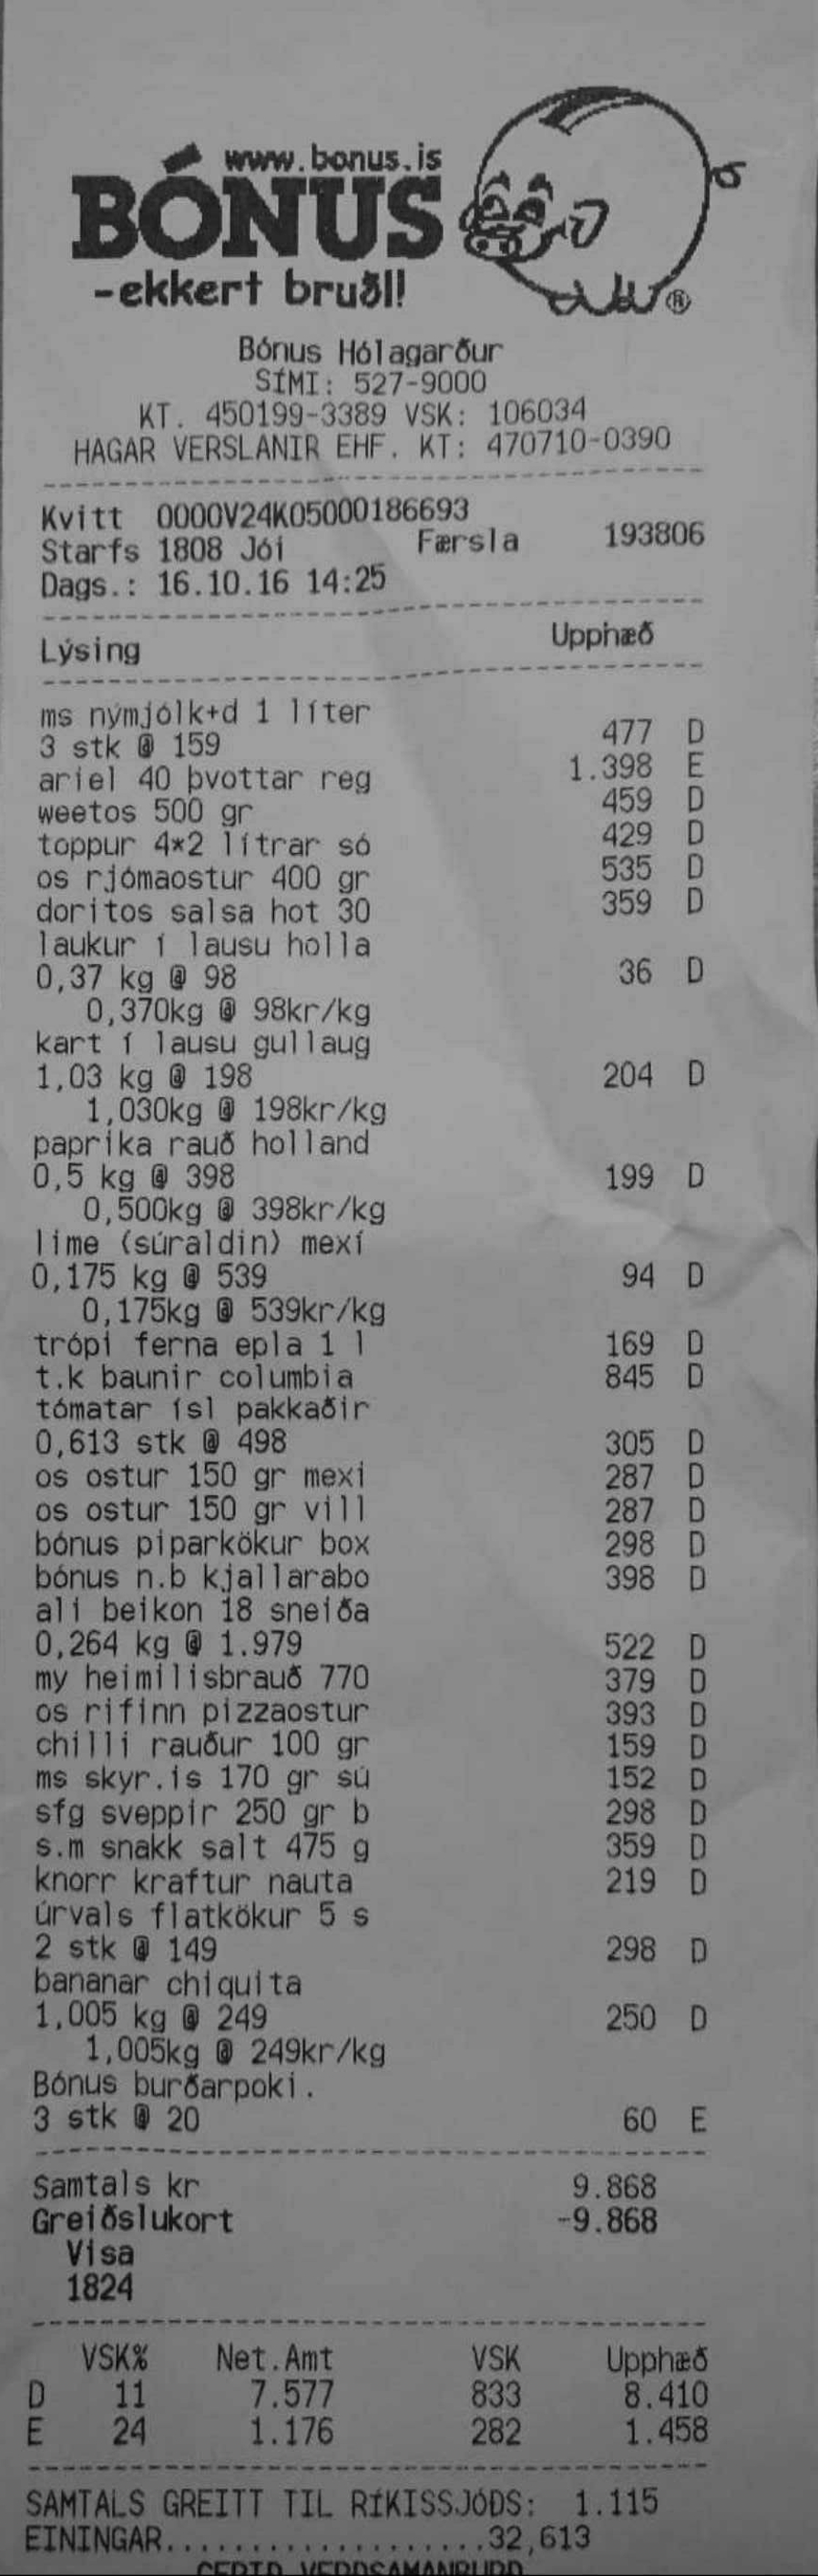 www.bonus.is
BÓNUS
-ekkert bruðl!
Bónus Hólagarður
SÍMI: 527-9000
KT. 450199-3389 VSK: 106034
HAGAR VERSLANIR EHF. KT: 470710-0390
Kvitt 0000V24K05000186693
Starfs 1808 Jói Færsla 193806
Dags.: 16.10.16 14:25
Lýsing Upphæð
ms nýmjólk+d 1 líter
3 stk @ 159 477 D
ariel 40 þvottar reg 1.398 E
weetos 500 gr 459 D
toppur 4*2 lítrar só 429 D
os rjómaostur 400 gr 535 D
doritos salsa hot 30 359 D
laukur í lausu holla
0,37 kg @ 98 36 D
0,370kg @ 98kr/kg
kart í lausu gullaug
1,03 kg @ 198 204 D
1,030kg @ 198kr/kg
paprika rauð holland
0,5 kg @ 398 199 D
0,500kg @ 398kr/kg
lime (súraldin) mexí
0,175 kg @ 539 94 D
0,175kg @ 539kr/kg
trópí ferna epla 1 l 169 D
t.k baunir columbia 845 D
tómatar ísl pakkaðir
0,613 stk @ 498 305 D
os ostur 150 gr mexi 287 D
os ostur 150 gr vill 287 D
bónus piparkökur box 298 D
bónus n.b kjallarabo 398 D
ali beikon 18 sneiða
0,264 kg @ 1.979 522 D
my heimilisbrauð 770 379 D
os rifinn pizzaostur 393 D
chilli rauður 100 gr 159 D
ms skyr.is 170 gr sú 152 D
sfg sveppir 250 gr b 298 D
s.m snakk salt 475 g 359 D
knorr kraftur nauta 219 D
úrvals flatkökur 5 s
2 stk @ 149 298 D
bananar chiquita
1,005 kg @ 249 250 D
1,005kg @ 249kr/kg
Bónus burðarpoki.
3 stk @ 20 60 E
Samtals kr 9.868
Greiðslukort -9.868
Visa
1824
VSK% Net.Amt VSK Upphæð
D 11 7.577 833 8.410
E 24 1.176 282 1.458
SAMTALS GREITT TIL RÍKISSJÓÐS: 1.115
EININGAR...................32,613
GERIÐ VERÐSAMANBURÐ